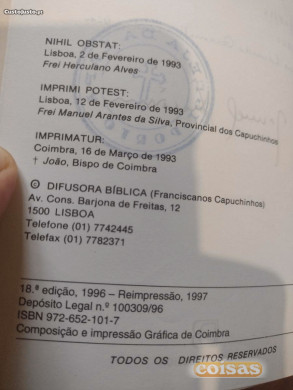 CustoJusto.pt
NIHIL OBSTAT:
Lisboa, 2 de Fevereiro de 1993
Frei Herculano Alves
IMPRIMI POTEST:
Lisboa, 12 de Fevereiro de 1993
Frei Manuel Arantes da Silva, Provincial dos Capuchinhos
IMPRIMATUR:
Coimbra, 16 de Março de 1993
† João, Bispo de Coimbra
© DIFUSORA BÍBLICA (Franciscanos Capuchinhos)
Av. Cons. Barjona de Freitas, 12
1500 LISBOA
Telefone (01) 7742445
Telefax (01) 7782371
18.ª edição, 1996 – Reimpressão, 1997
Depósito Legal n.º 100309/96
ISBN 972-652-101-7
Composição e impressão Gráfica de Coimbra
TODOS OS DIREITOS RESERVADOS
coisas